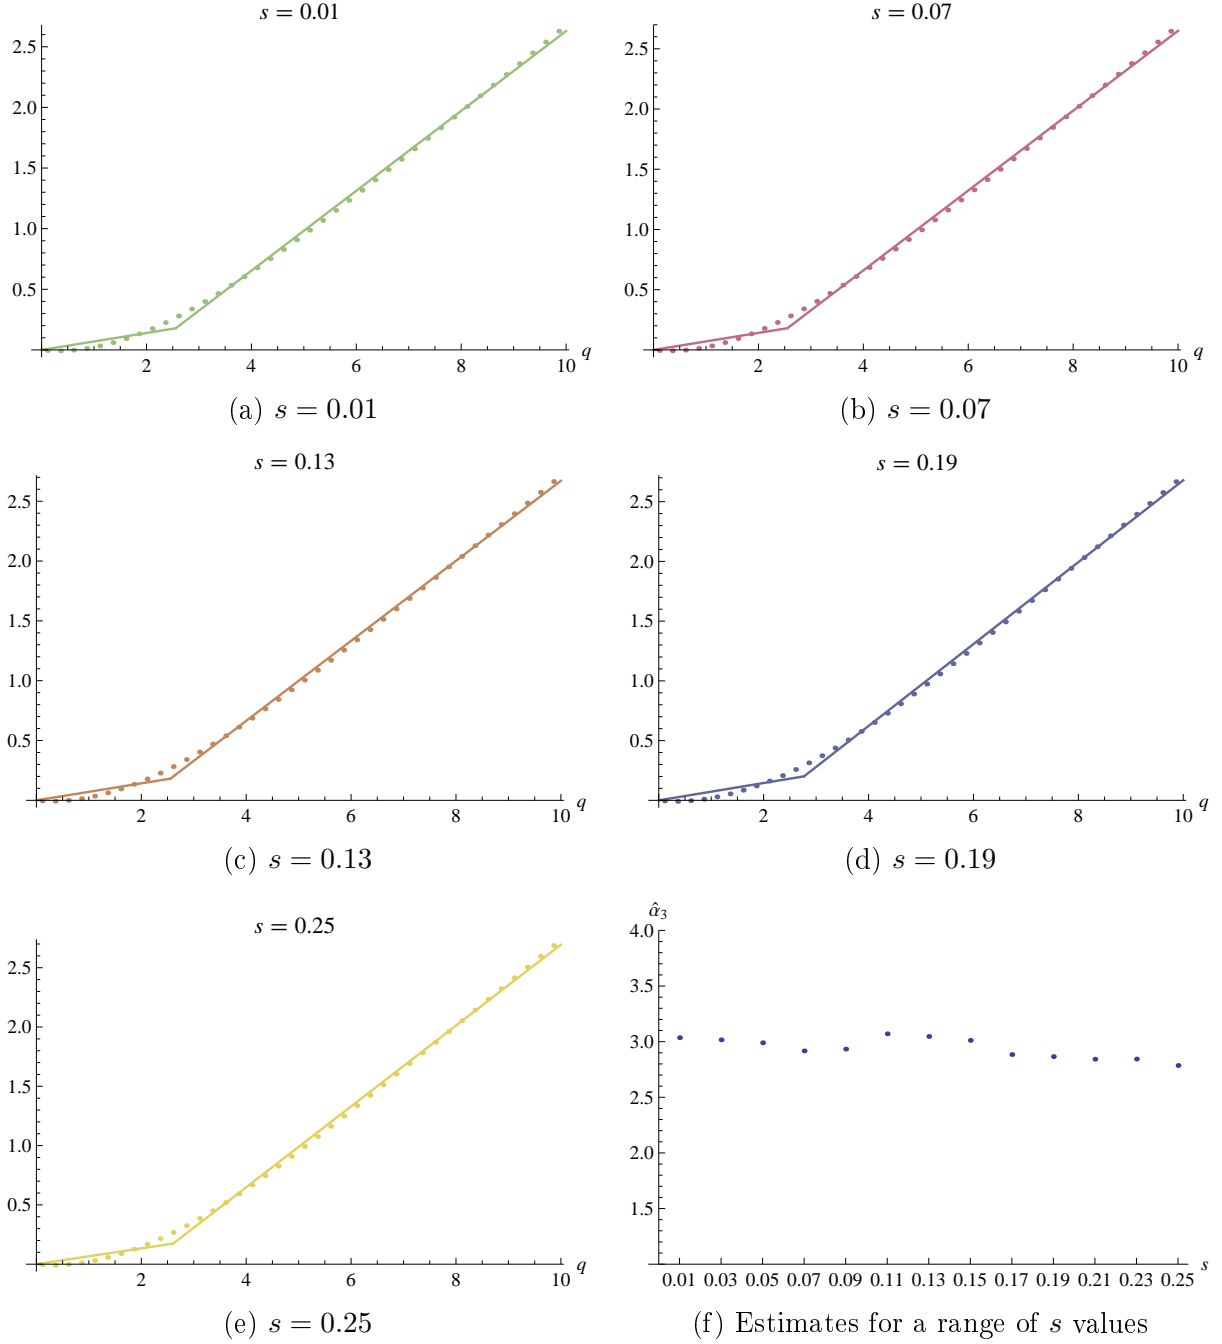 s = 0.01
2.5
2.0
1.5
1.0
0.5
2 4 6 8 10 q
(a) s = 0.01
s = 0.07
2.5
2.0
1.5
1.0
0.5
2 4 6 8 10 q
(b) s = 0.07
s = 0.13
2.5
2.0
1.5
1.0
0.5
2 4 6 8 10 q
(c) s = 0.13
s = 0.19
2.5
2.0
1.5
1.0
0.5
2 4 6 8 10 q
(d) s = 0.19
s = 0.25
2.5
2.0
1.5
1.0
0.5
2 4 6 8 10 q
(e) s = 0.25
α̂₃
4.0
3.5
3.0
2.5
2.0
1.5
0.01 0.03 0.05 0.07 0.09 0.11 0.13 0.15 0.17 0.19 0.21 0.23 0.25 s
(f) Estimates for a range of s values